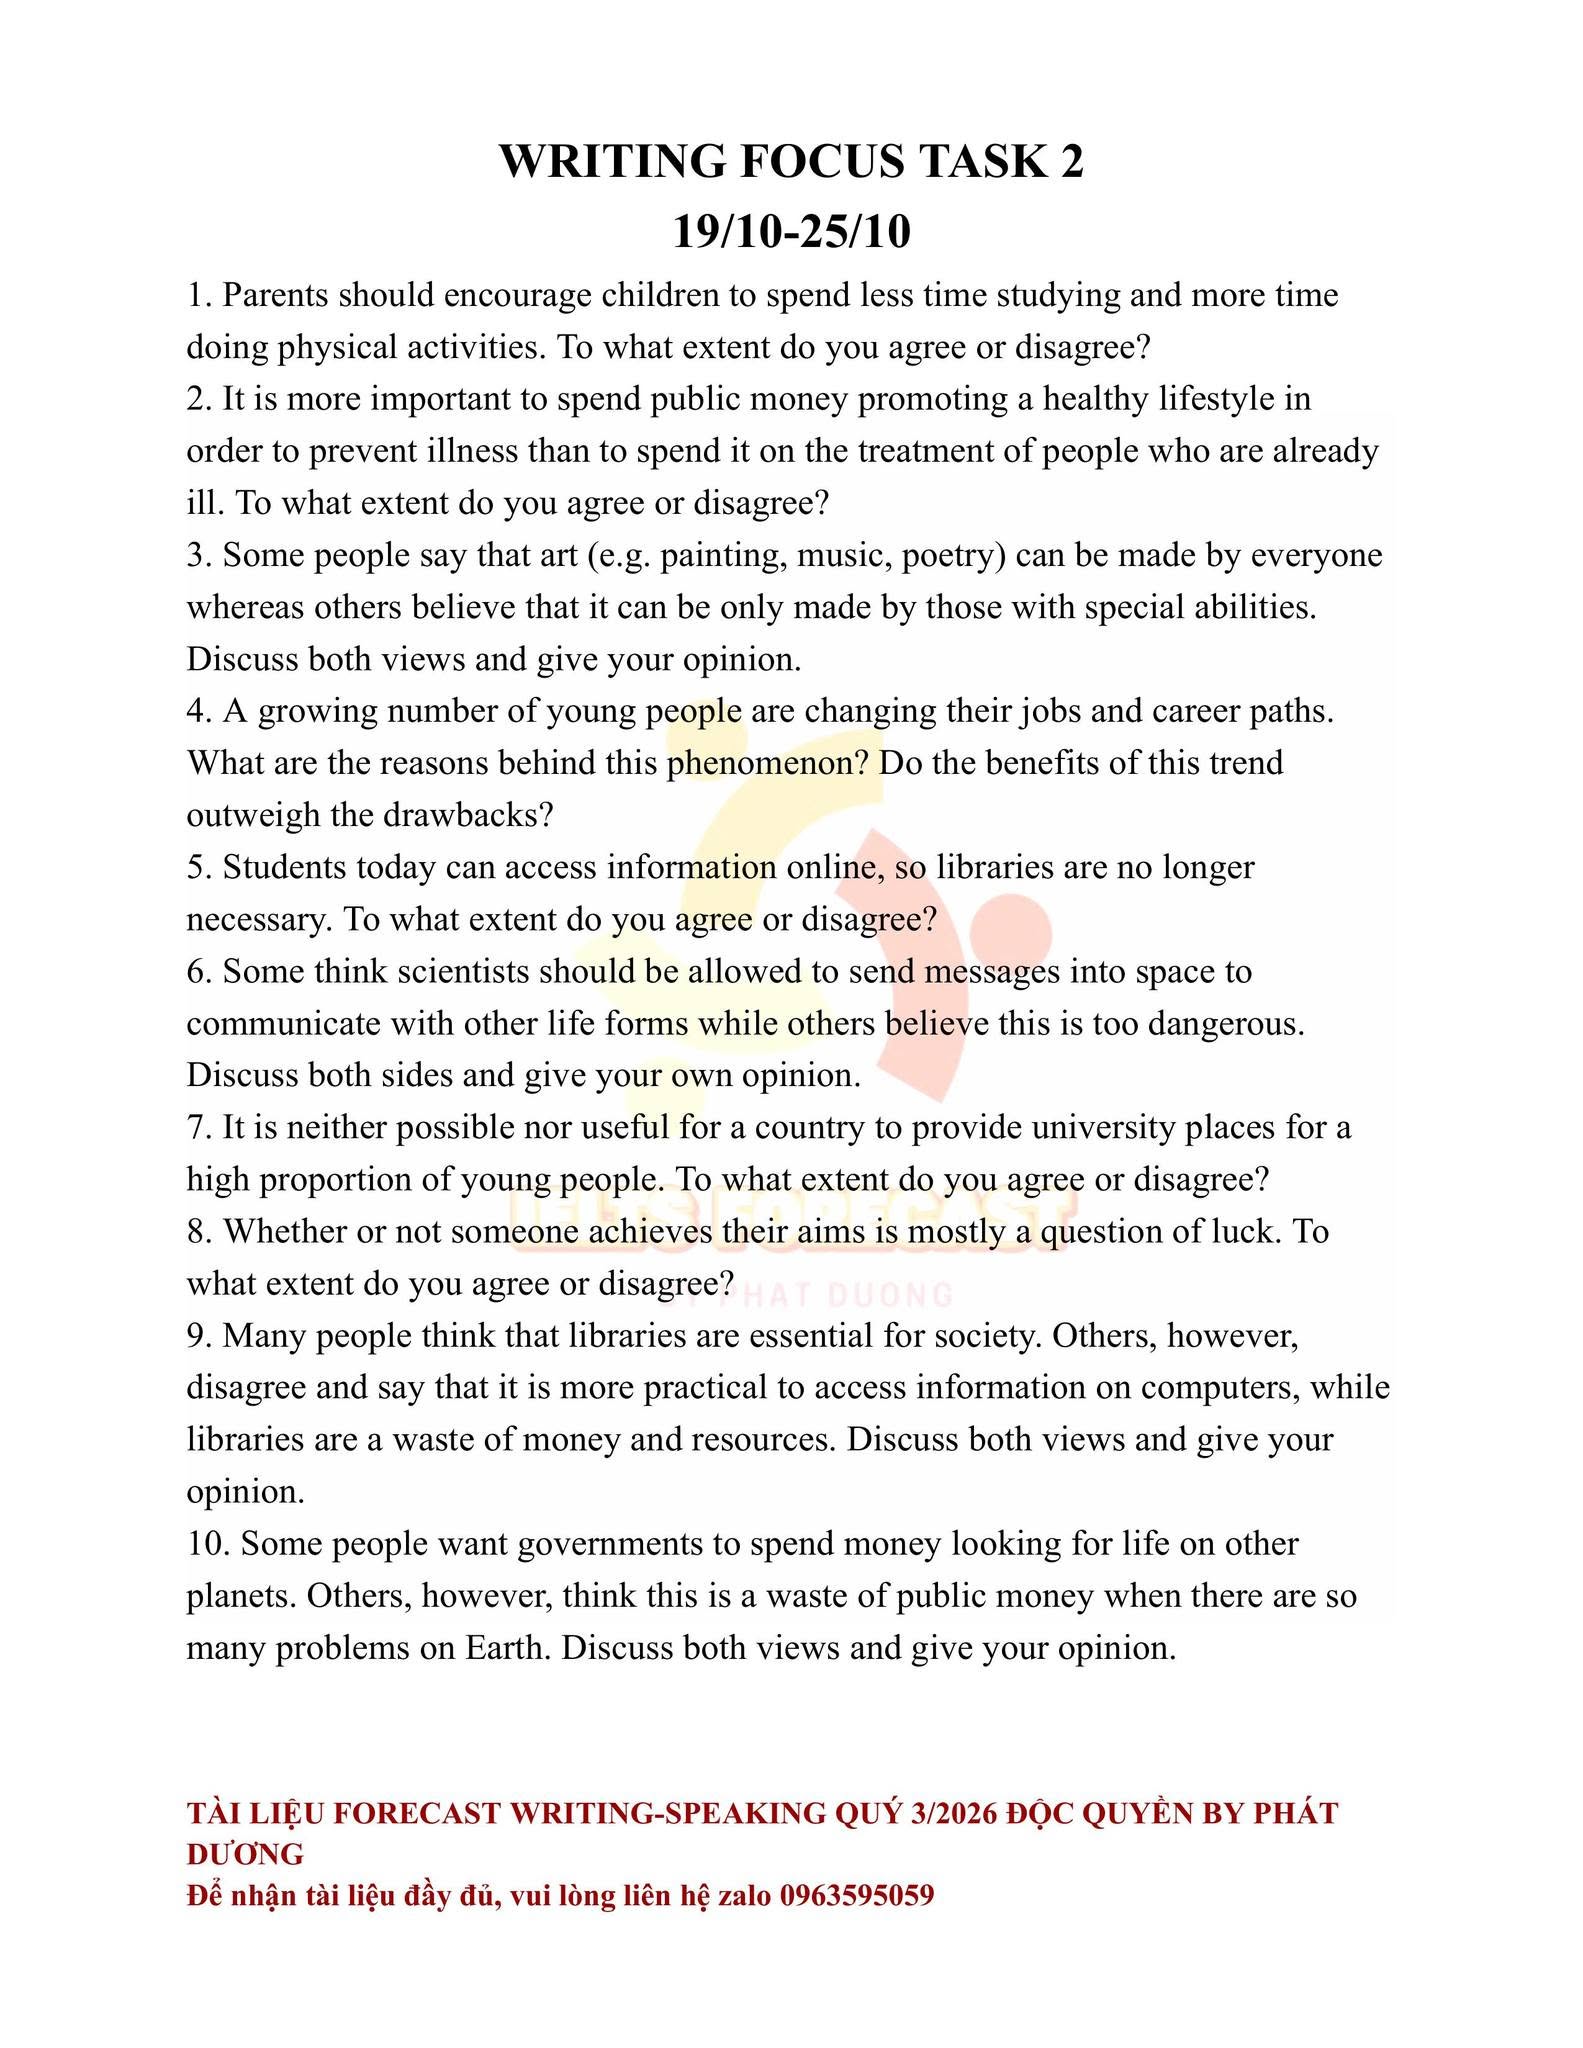 WRITING FOCUS TASK 2
19/10-25/10
1. Parents should encourage children to spend less time studying and more time
doing physical activities. To what extent do you agree or disagree?
2. It is more important to spend public money promoting a healthy lifestyle in
order to prevent illness than to spend it on the treatment of people who are already
ill. To what extent do you agree or disagree?
3. Some people say that art (e.g. painting, music, poetry) can be made by everyone
whereas others believe that it can be only made by those with special abilities.
Discuss both views and give your opinion.
4. A growing number of young people are changing their jobs and career paths.
What are the reasons behind this phenomenon? Do the benefits of this trend
outweigh the drawbacks?
5. Students today can access information online, so libraries are no longer
necessary. To what extent do you agree or disagree?
6. Some think scientists should be allowed to send messages into space to
communicate with other life forms while others believe this is too dangerous.
Discuss both sides and give your own opinion.
7. It is neither possible nor useful for a country to provide university places for a
high proportion of young people. To what extent do you agree or disagree?
IELTS FORECAST
8. Whether or not someone achieves their aims is mostly a question of luck. To
what extent do you agree or disagree?
BY PHAT DUONG
9. Many people think that libraries are essential for society. Others, however,
disagree and say that it is more practical to access information on computers, while
libraries are a waste of money and resources. Discuss both views and give your
opinion.
10. Some people want governments to spend money looking for life on other
planets. Others, however, think this is a waste of public money when there are so
many problems on Earth. Discuss both views and give your opinion.
TÀI LIỆU FORECAST WRITING-SPEAKING QUÝ 3/2026 ĐỘC QUYỀN BY PHÁT
DƯƠNG
Để nhận tài liệu đầy đủ, vui lòng liên hệ zalo 0963595059